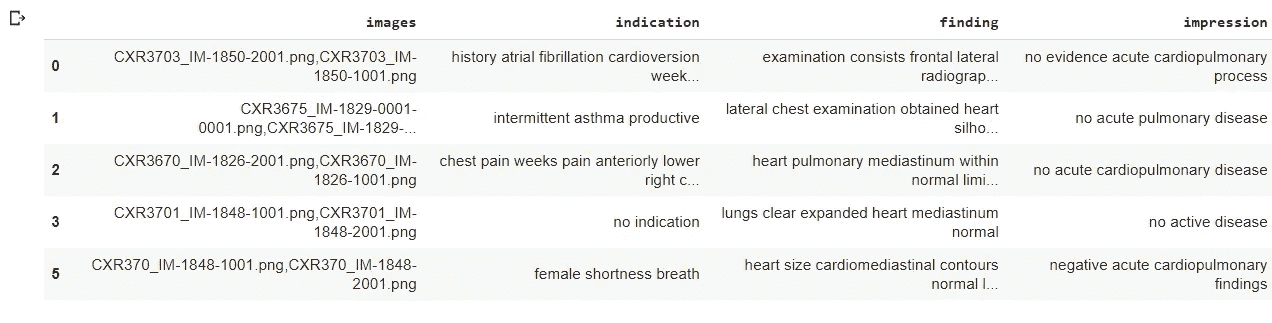 images indication finding impression
0 CXR3703_IM-1850-2001.png,CXR3703_IM- history atrial fibrillation cardioversion examination consists frontal lateral no evidence acute cardiopulmonary
1850-1001.png week... radiograp... process
1 CXR3675_IM-1829-0001- intermittent asthma productive lateral chest examination obtained heart no acute pulmonary disease
0001.png,CXR3675_IM-1829-... silho...
2 CXR3670_IM-1826-2001.png,CXR3670_IM- chest pain weeks pain anteriorly lower heart pulmonary mediastinum within no acute cardiopulmonary disease
1826-1001.png right c... normal limi...
3 CXR3701_IM-1848-1001.png,CXR3701_IM- no indication lungs clear expanded heart mediastinum no active disease
1848-2001.png normal
5 CXR370_IM-1848-1001.png,CXR370_IM-1848- female shortness breath heart size cardiomediastinal contours negative acute cardiopulmonary
2001.png normal l... findings